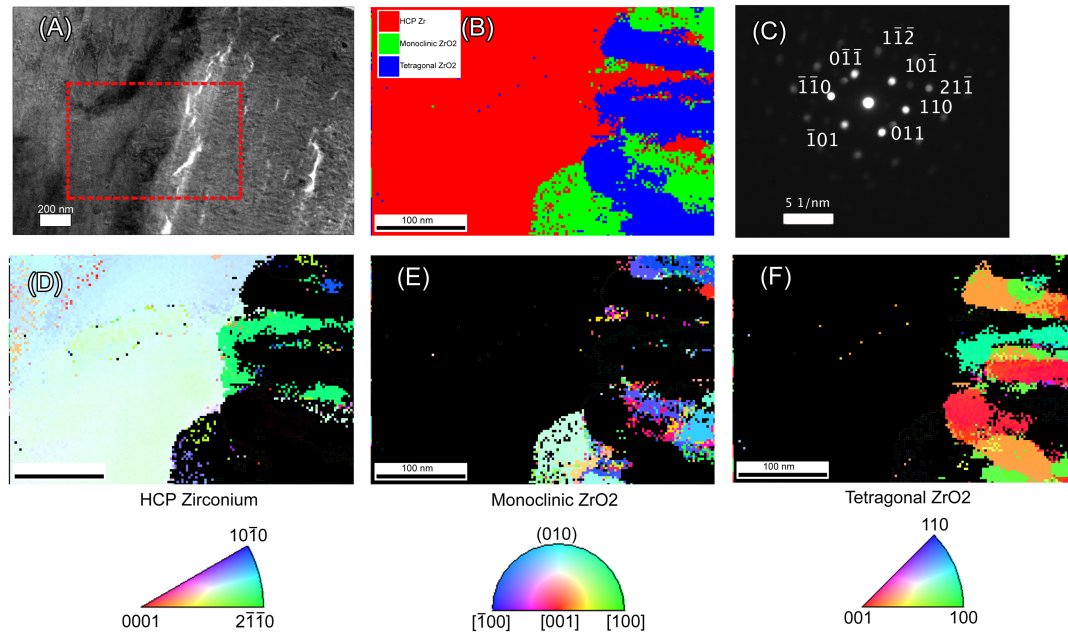 (A)
200 nm
(B)
HCP Zr
Monoclinic ZrO2
Tetragonal ZrO2
100 nm
(C)
11̅2̅
01̅1̅
101̅
1̅1̅0
211̅
110
1̅01
011
5 1/nm
(D)
(E)
100 nm
(F)
100 nm
HCP Zirconium
Monoclinic ZrO2
Tetragonal ZrO2
101̅0
0001
21̅1̅0
(010)
[1̅00]
[001]
[100]
110
001
100